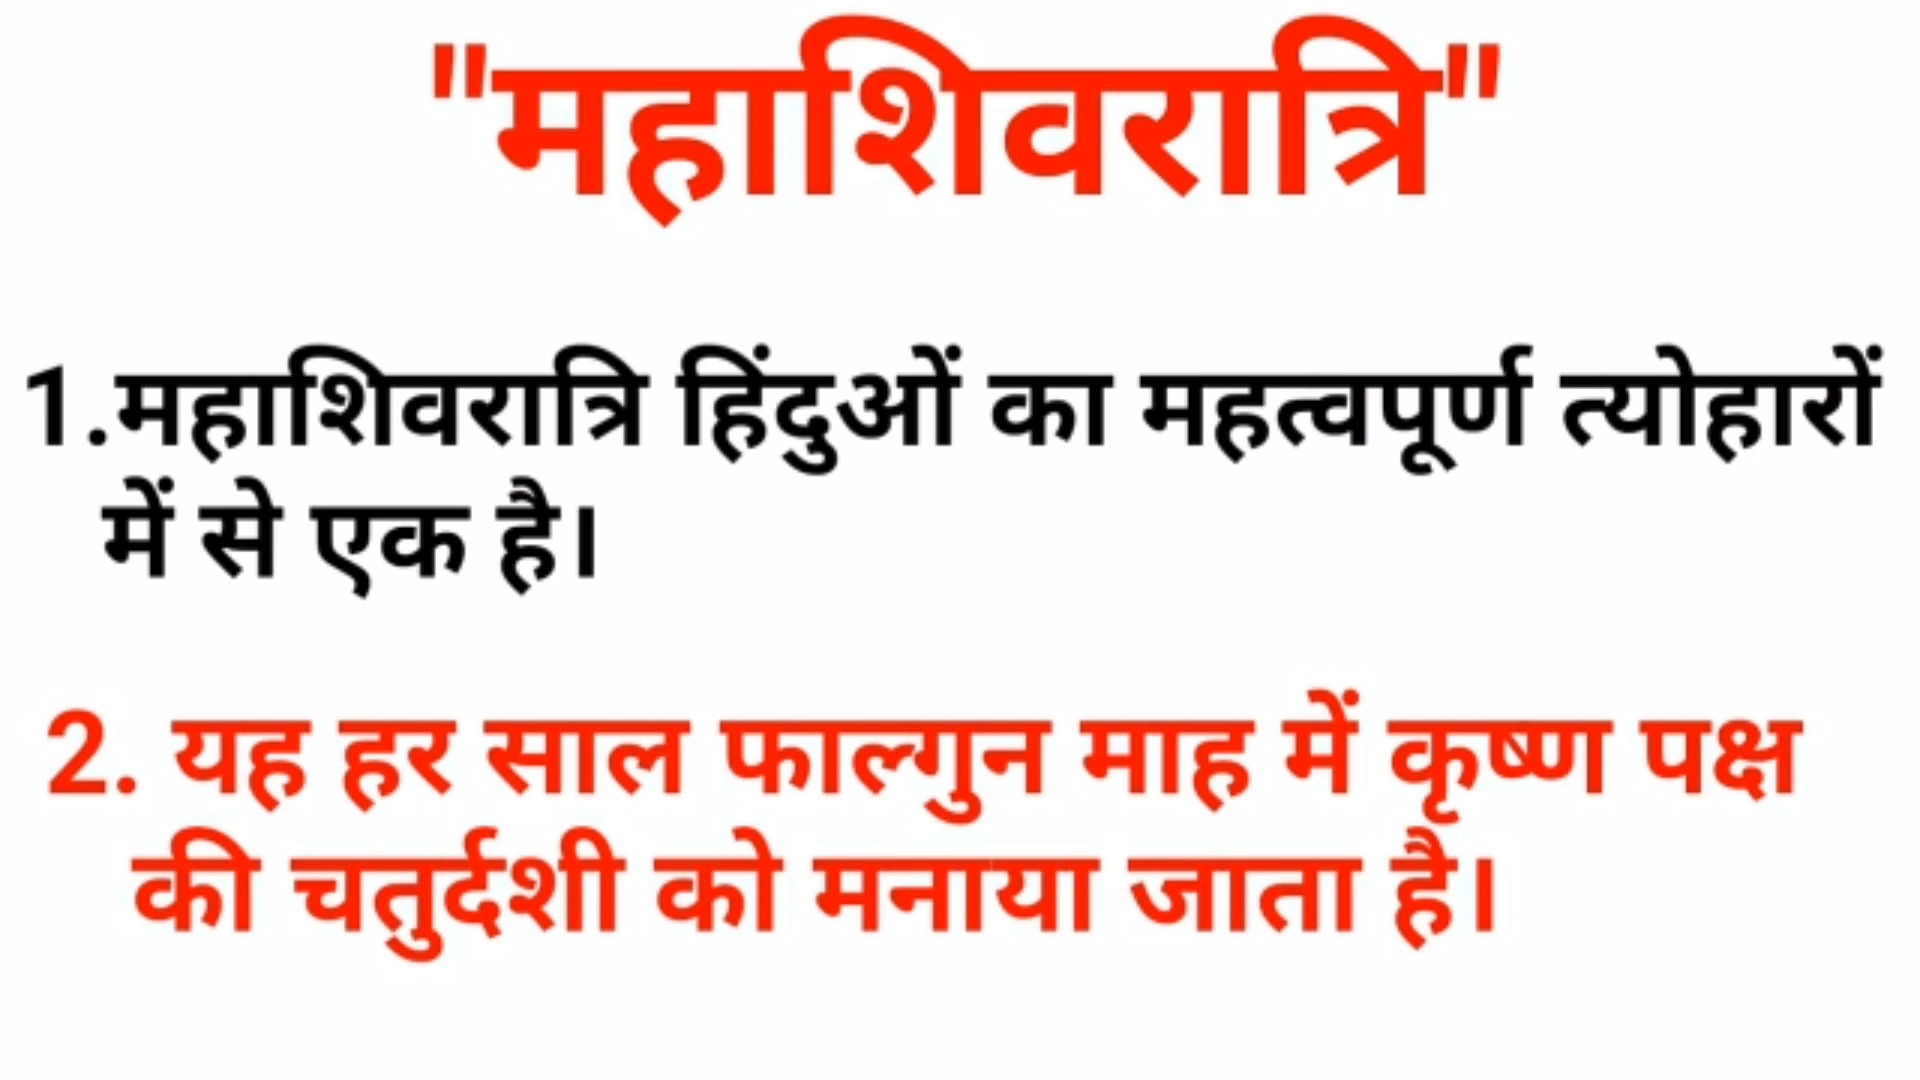 "महाशिवरात्रि"
1.महाशिवरात्रि हिंदुओं का महत्वपूर्ण त्योहारों
में से एक है।
2. यह हर साल फाल्गुन माह में कृष्ण पक्ष
की चतुर्दशी को मनाया जाता है।